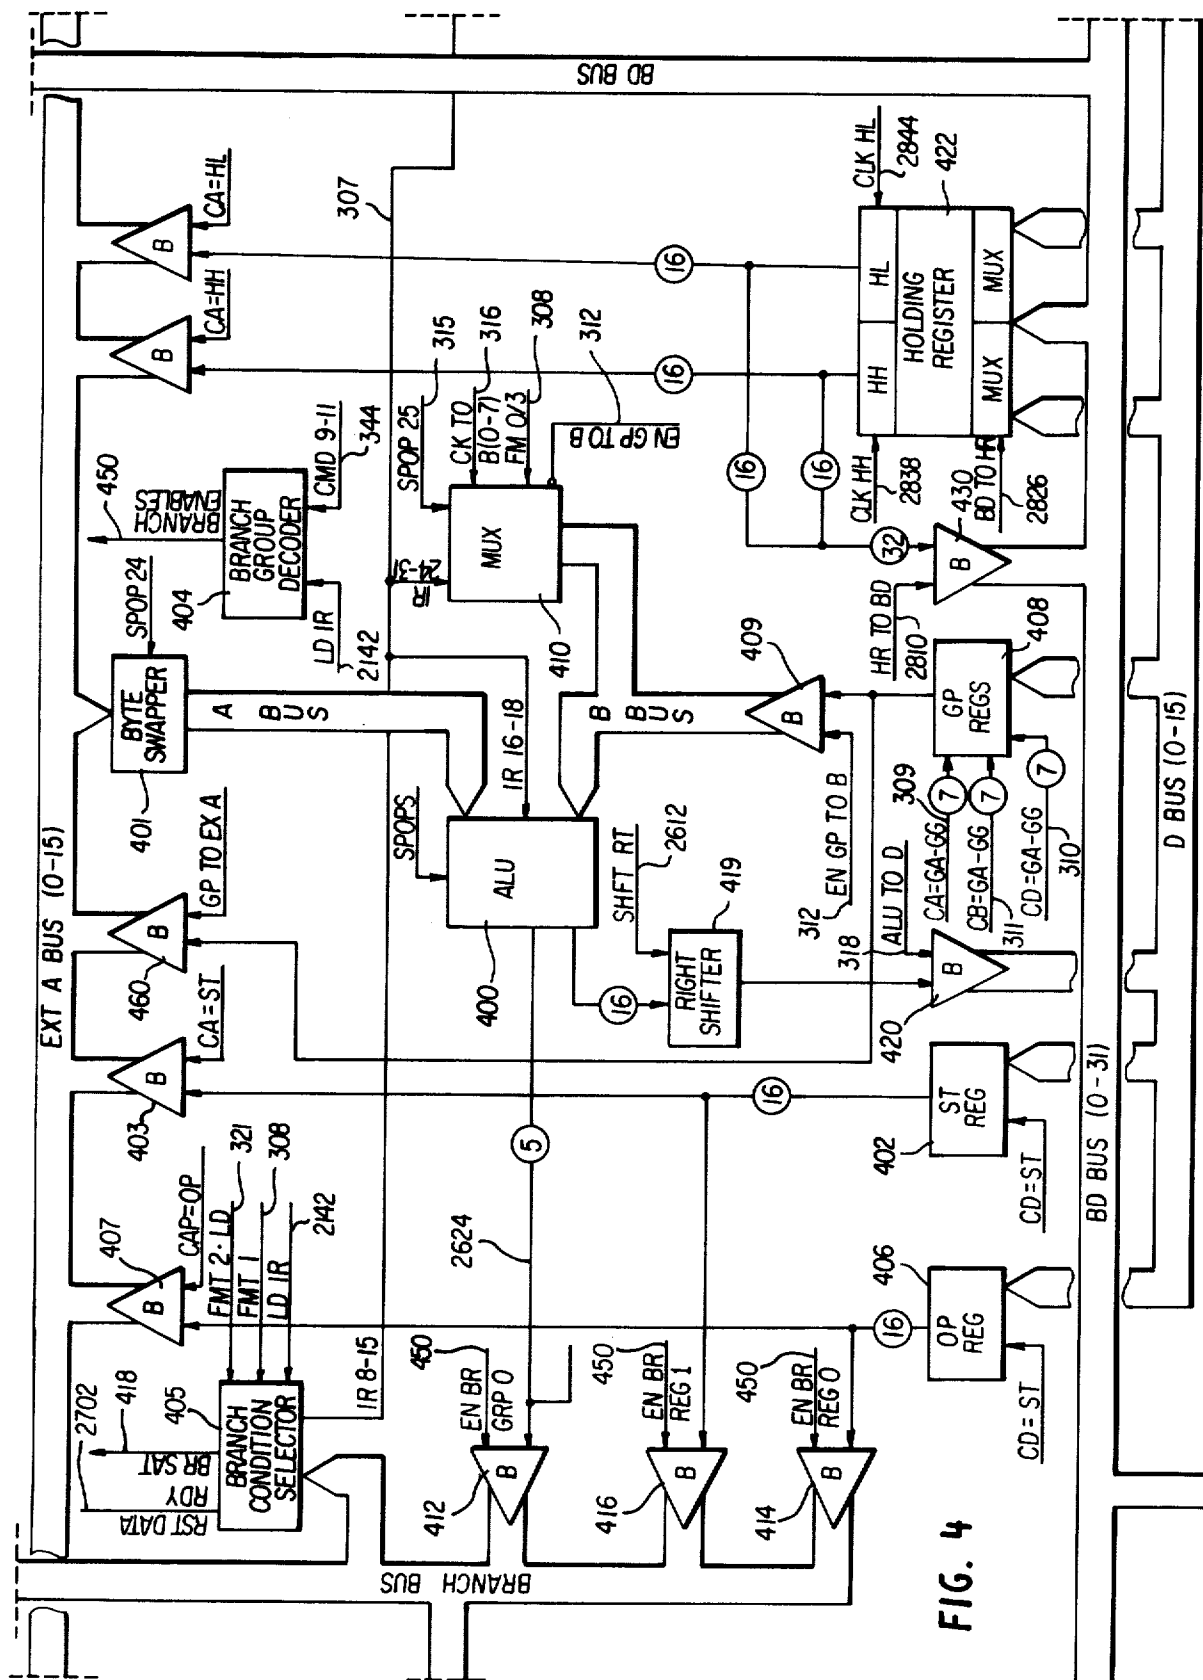 EXT A BUS (0-15)
2702
418
RST DATA
RDY
BR SAT
405
BRANCH
CONDITION
SELECTOR
FMT 2·LD
321
FMT 1
308
LD IR
2142
IR 8-15
407
B
CAP=OP
403
B
CA=ST
460
B
GP TO EX A
401
BYTE
SWAPPER
SPOP 24
A
BUS
404
BRANCH
GROUP
DECODER
BRANCH
ENABLES
450
LD IR
2142
CMD 9-11
344
B
CA=HH
B
CA=HL
307
BD BUS
SPOPS
ALU
400
IR 16-18
IR
24-31
MUX
410
SPOP 25
315
CK TO
B(0-7)
316
FM 0/3
308
EN GP TO B
312
B
BUS
5
2624
16
RIGHT
SHIFTER
419
SHFT RT
2612
312
EN GP TO B
B
409
16
16
16
16
32
BRANCH BUS
412
B
EN BR
GRP 0
450
416
B
EN BR
REG 1
450
414
B
EN BR
REG 0
450
16
406
OP
REG
CD=ST
16
402
ST
REG
CD=ST
318
ALU TO D
420
B
408
GP
REGS
CA=GA-GG
309
7
CB=GA-GG
311
7
CD=GA-GG
310
7
HR TO BD
2810
430
B
CLK HH
2838
BD TO HR
2826
HH
HL
HOLDING
REGISTER
MUX
MUX
CLK HL
2844
422
BD BUS (0-31)
D BUS (0-15)
FIG. 4